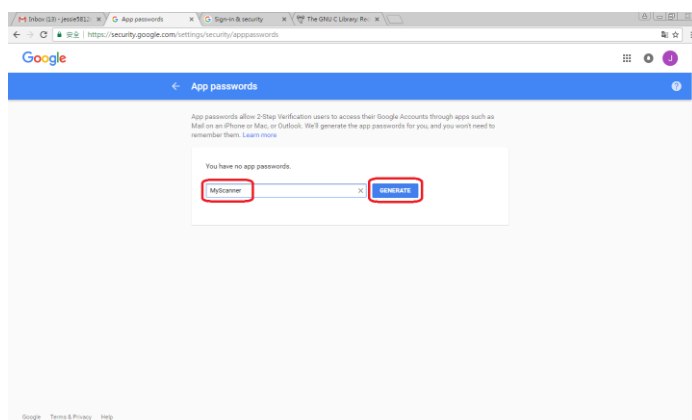 Inbox (18) - jessie5812
App passwords
Sign-in & security
The GNU C Library: Re
安全 | https://security.google.com/settings/security/apppasswords
Google
J
App passwords
App passwords allow 2-Step Verification users to access their Google Accounts through apps such as
Mail on an iPhone or Mac, or Outlook. We'll generate the app passwords for you, and you won't need to
remember them. Learn more
You have no app passwords.
MyScanner
GENERATE
Google Terms & Privacy Help